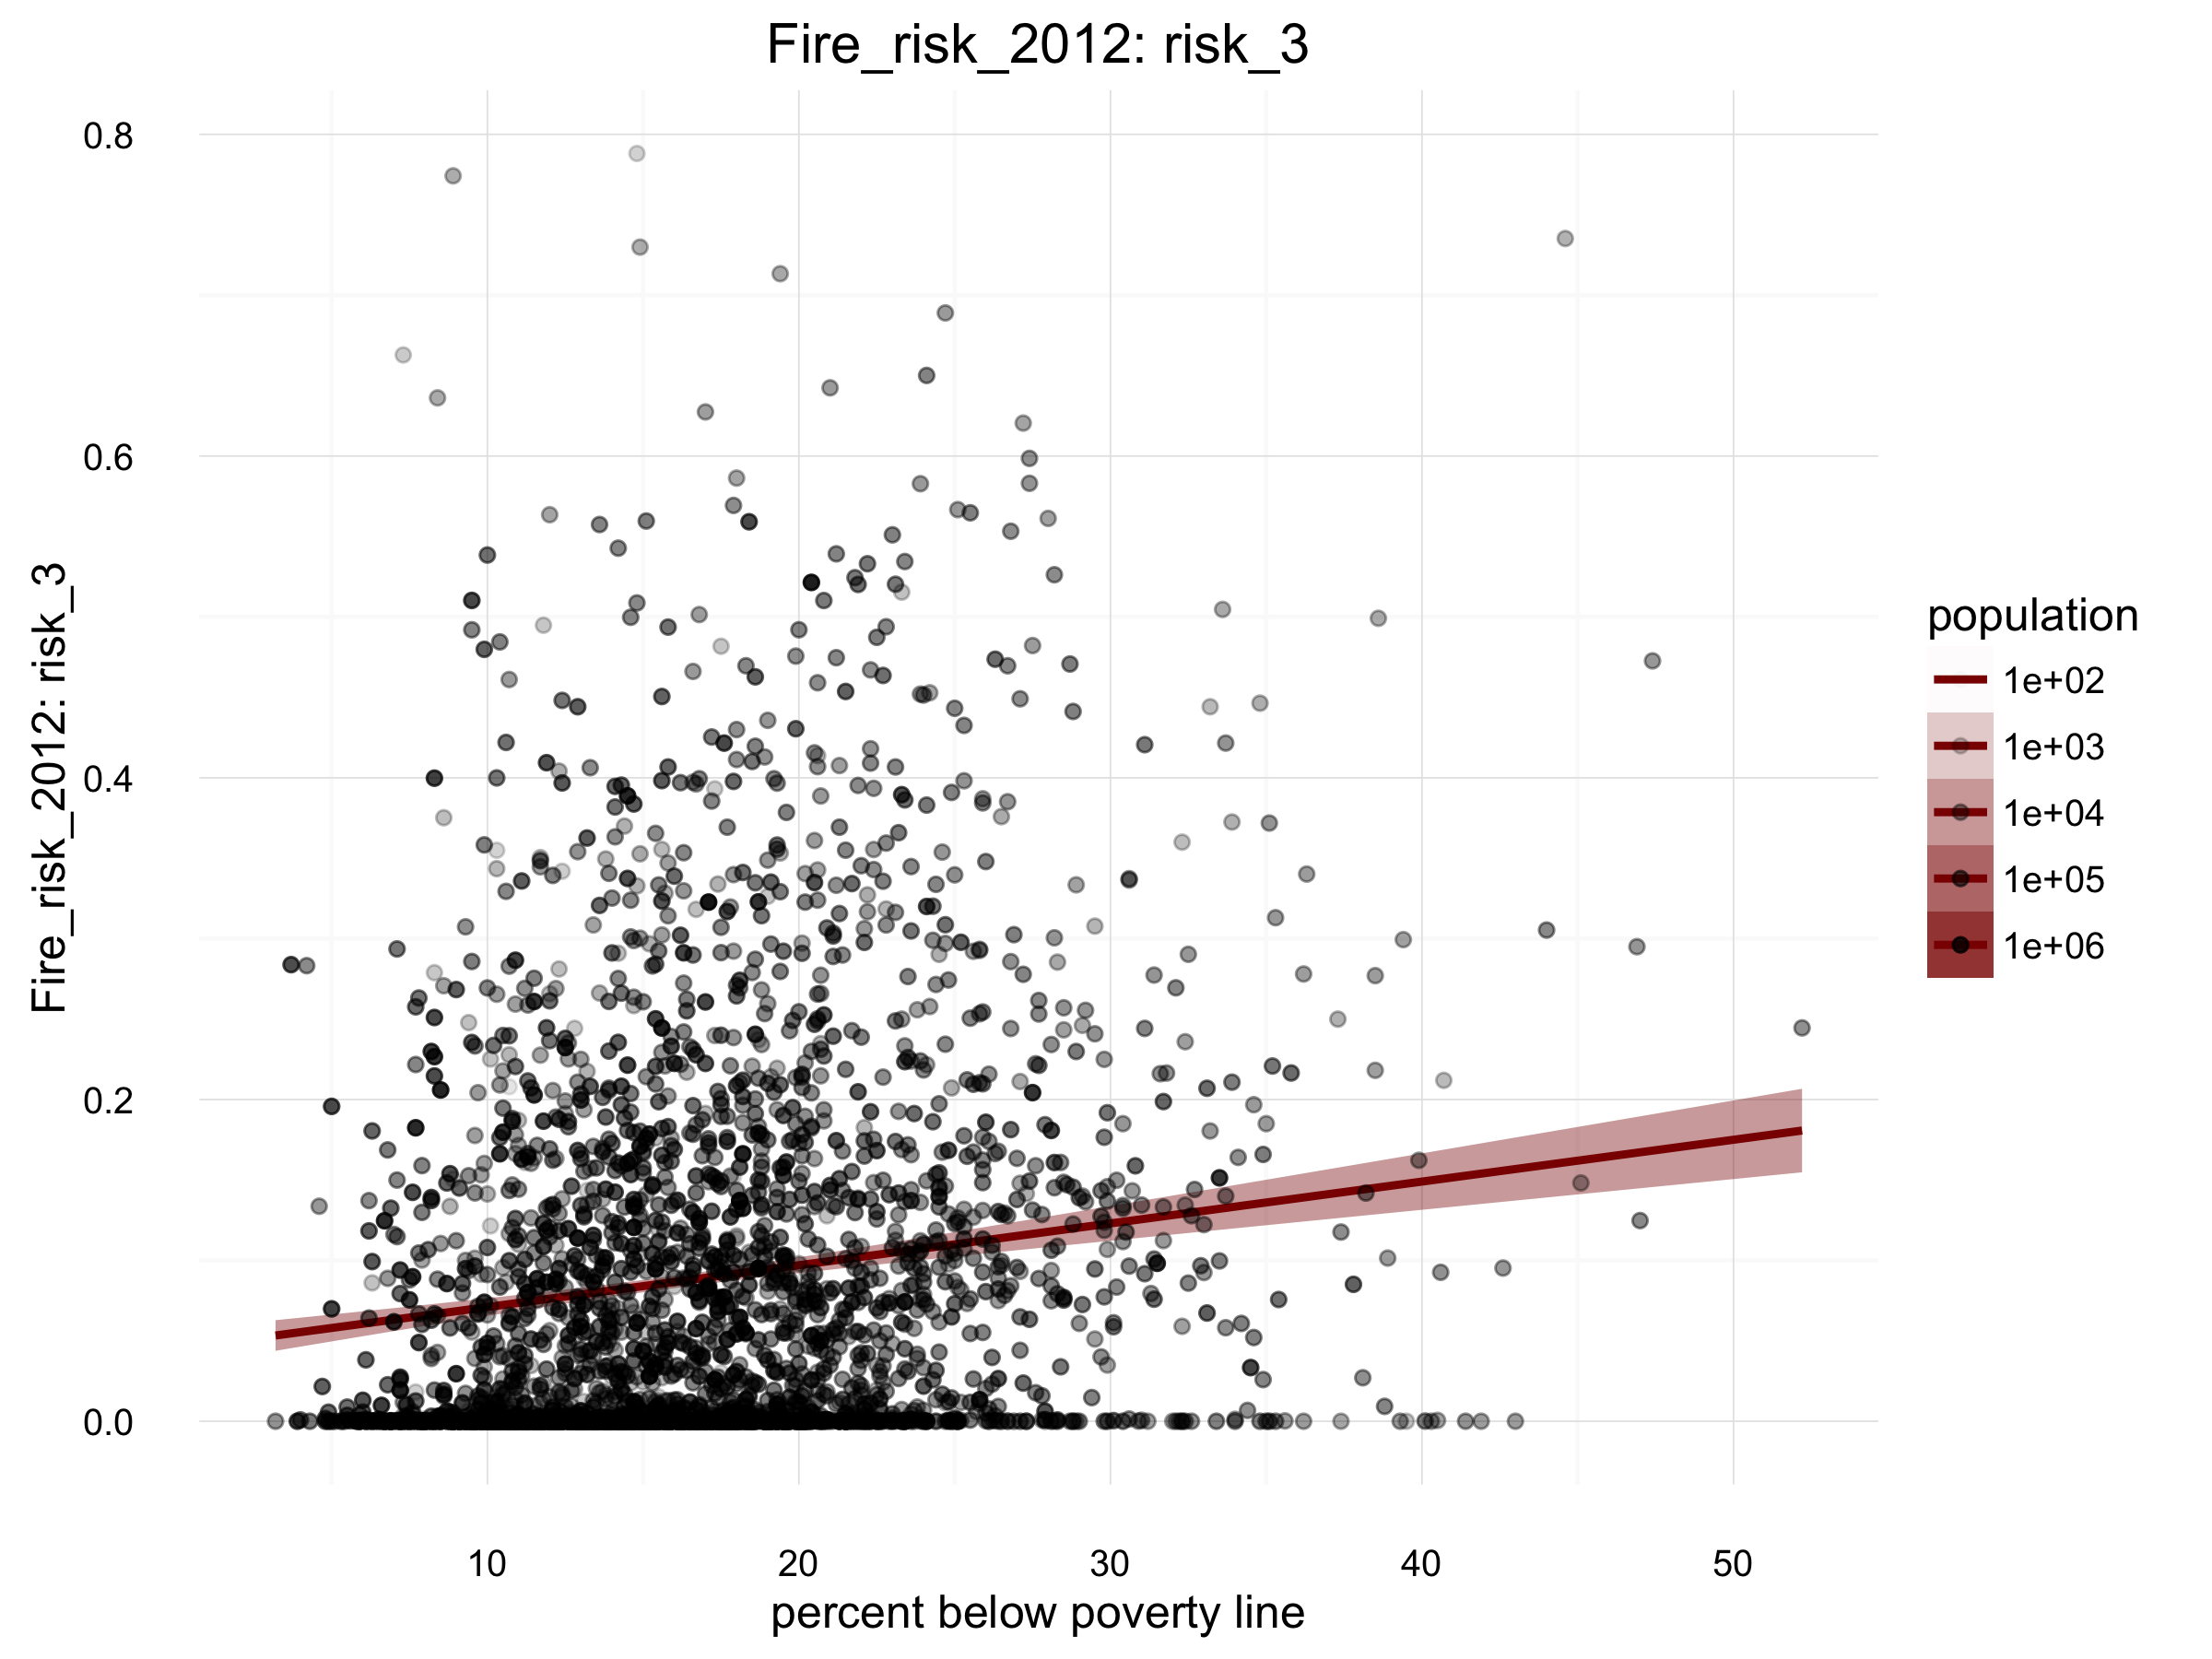 Fire_risk_2012: risk_3
Fire_risk_2012: risk_3
0.8
0.6
0.4
0.2
0.0
10 20 30 40 50
percent below poverty line
population
1e+02
1e+03
1e+04
1e+05
1e+06